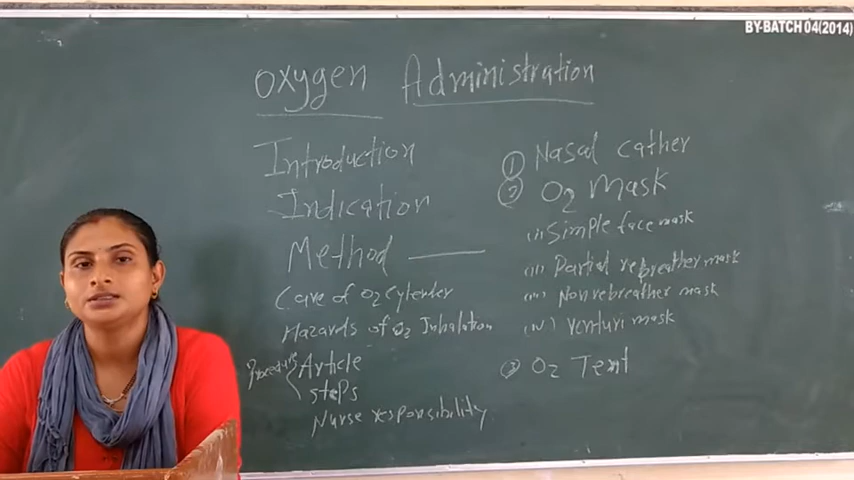 BY-BATCH 04(2014)
Oxygen Administration
Introduction
Indication
Method
Care of O2 Cylender
Hazards of O2 Inhalation
Procedure
Article
steps
Nurse responsibility
① Nasal cather
② O2 Mask
(i) Simple face mask
(ii) Partial rebreather mask
(iii) Nonrebreather mask
(iv) Venturi mask
③ O2 Tent